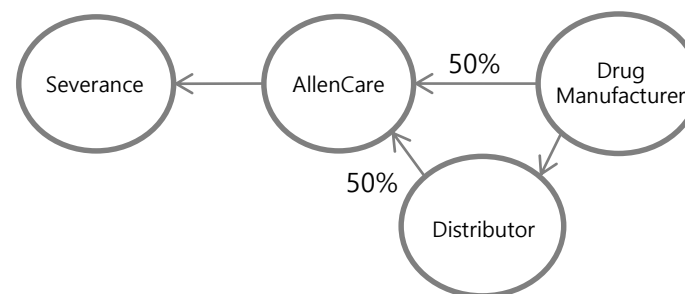 50%
Drug
Severance
AllenCare
Manufacturer
50%
Distributor